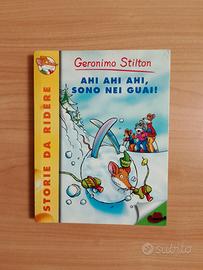 Geronimo Stilton
AHI AHI AHI,
SONO NEI GUAI!
STORIE DA RIDERE
subito